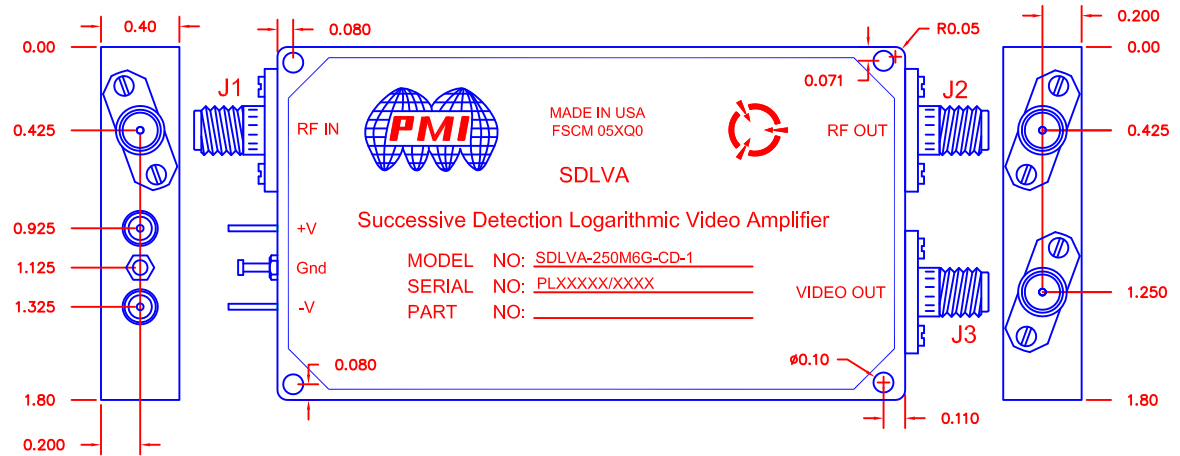 0.40
0.080
0.200
0.00
R0.05
0.00
0.071
J1
J2
PMI
MADE IN USA
FSCM 05XQ0
0.425
RF IN
RF OUT
0.425
SDLVA
Successive Detection Logarithmic Video Amplifier
0.925
+V
MODEL NO: SDLVA-250M6G-CD-1
1.125
Gnd
SERIAL NO: PLXXXXX/XXXX
VIDEO OUT
1.250
1.325
-V
PART NO:
J3
0.080
ø0.10
1.80
1.80
0.110
0.200